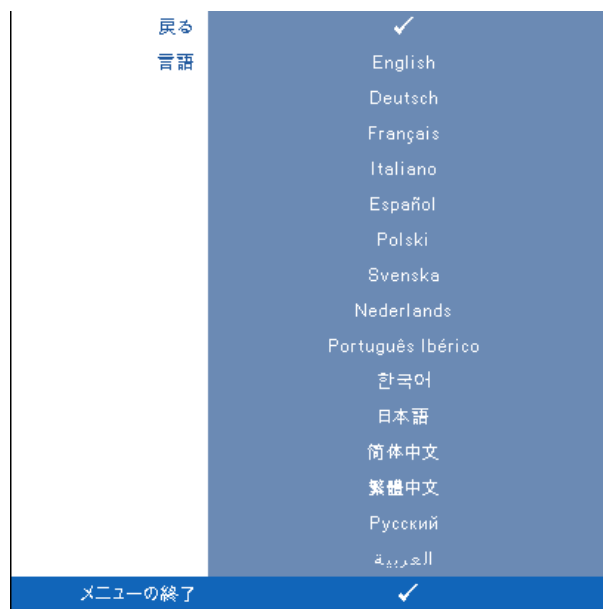 戻る ✓
言語 English
Deutsch
Français
Italiano
Español
Polski
Svenska
Nederlands
Português Ibérico
한국어
日本語
简体中文
繁體中文
Русский
العربية
メニューの終了 ✓